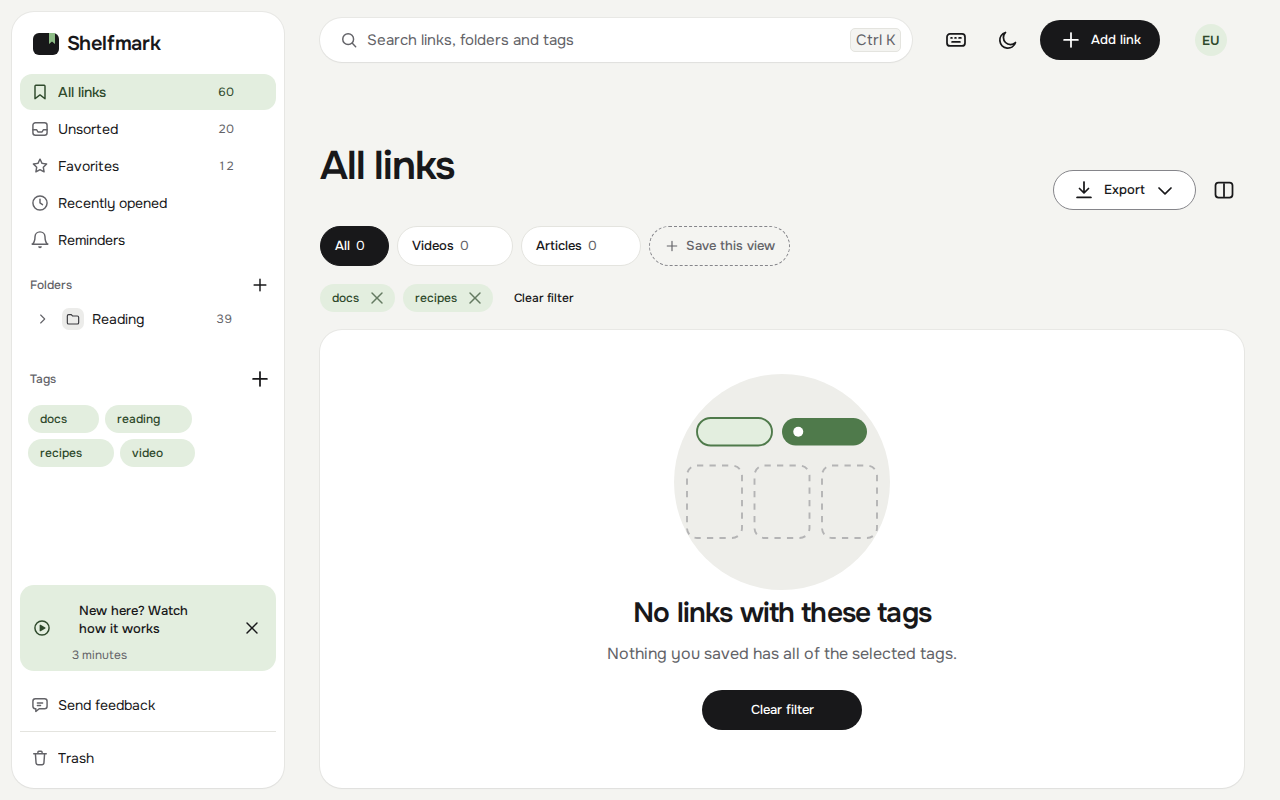 Shelfmark
All links 60
Unsorted 20
Favorites 12
Recently opened
Reminders
Folders
Reading 39
Tags
docs reading
recipes video
New here? Watch
how it works
3 minutes
Send feedback
Trash
Search links, folders and tags Ctrl K
Add link
EU
All links
Export
All 0 Videos 0 Articles 0 Save this view
docs recipes Clear filter
No links with these tags
Nothing you saved has all of the selected tags.
Clear filter